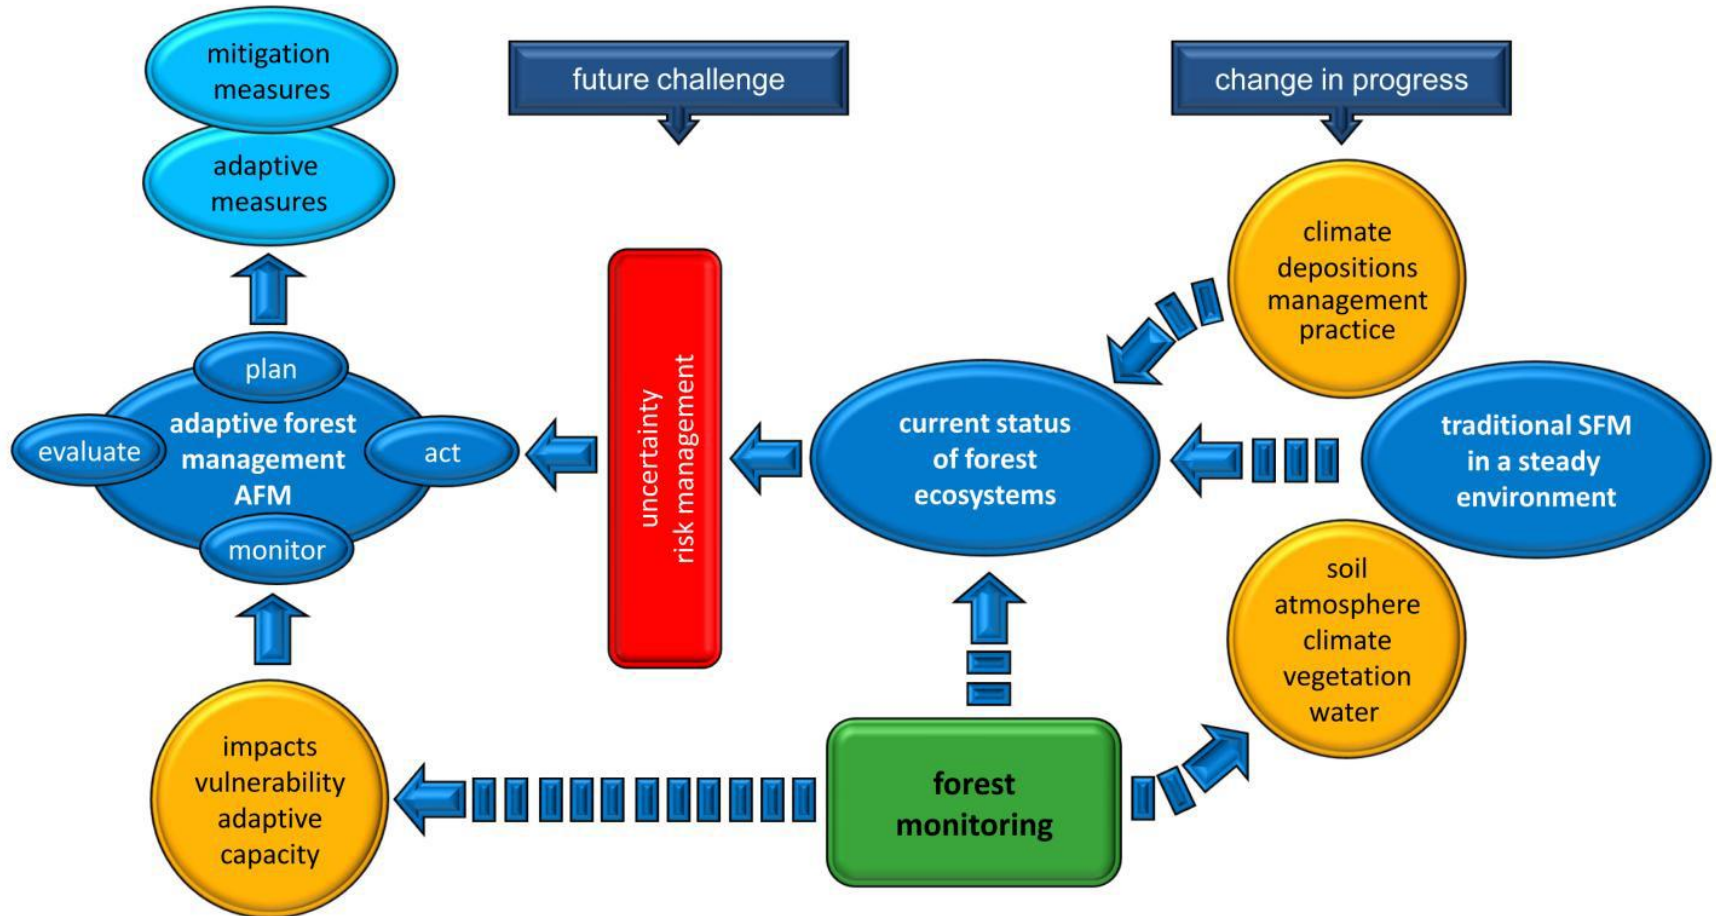 mitigation
measures
adaptive
measures
future challenge
change in progress
climate
depositions
management
practice
plan
evaluate
adaptive forest
management
AFM
act
monitor
uncertainty
risk management
current status
of forest
ecosystems
traditional SFM
in a steady
environment
soil
atmosphere
climate
vegetation
water
impacts
vulnerability
adaptive
capacity
forest
monitoring